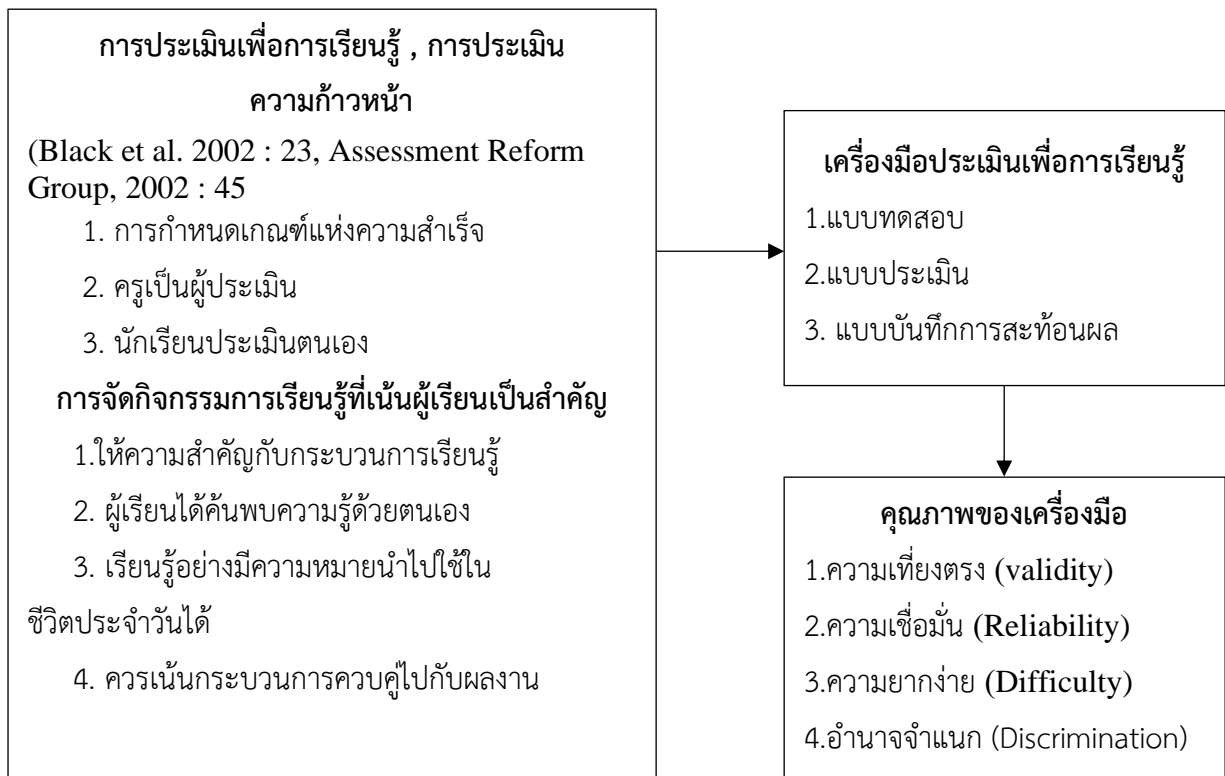 การประเมินเพื่อการเรียนรู้ , การประเมิน
ความก้าวหน้า
(Black et al. 2002 : 23, Assessment Reform
Group, 2002 : 45
1. การกำหนดเกณฑ์แห่งความสำเร็จ
2. ครูเป็นผู้ประเมิน
3. นักเรียนประเมินตนเอง
การจัดกิจกรรมการเรียนรู้ที่เน้นผู้เรียนเป็นสำคัญ
1.ให้ความสำคัญกับกระบวนการเรียนรู้
2. ผู้เรียนได้ค้นพบความรู้ด้วยตนเอง
3. เรียนรู้อย่างมีความหมายนำไปใช้ใน
ชีวิตประจำวันได้
4. ควรเน้นกระบวนการควบคู่ไปกับผลงาน
เครื่องมือประเมินเพื่อการเรียนรู้
1.แบบทดสอบ
2.แบบประเมิน
3. แบบบันทึกการสะท้อนผล
คุณภาพของเครื่องมือ
1.ความเที่ยงตรง (validity)
2.ความเชื่อมั่น (Reliability)
3.ความยากง่าย (Difficulty)
4.อำนาจจำแนก (Discrimination)